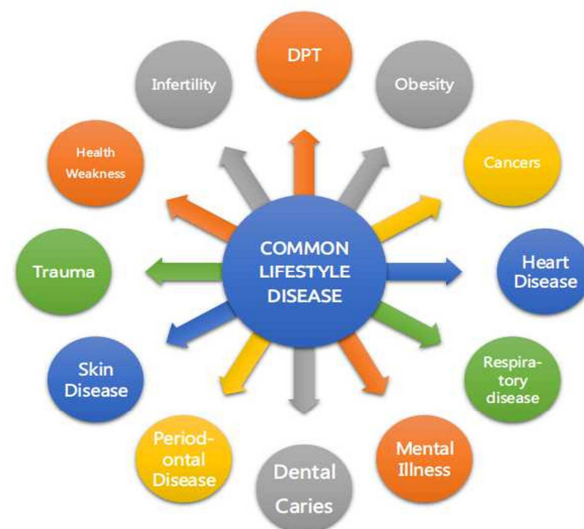 COMMON
LIFESTYLE
DISEASE
DPT
Obesity
Cancers
Heart
Disease
Respira-
tory
disease
Mental
Illness
Dental
Caries
Period-
ontal
Disease
Skin
Disease
Trauma
Health
Weakness
Infertility